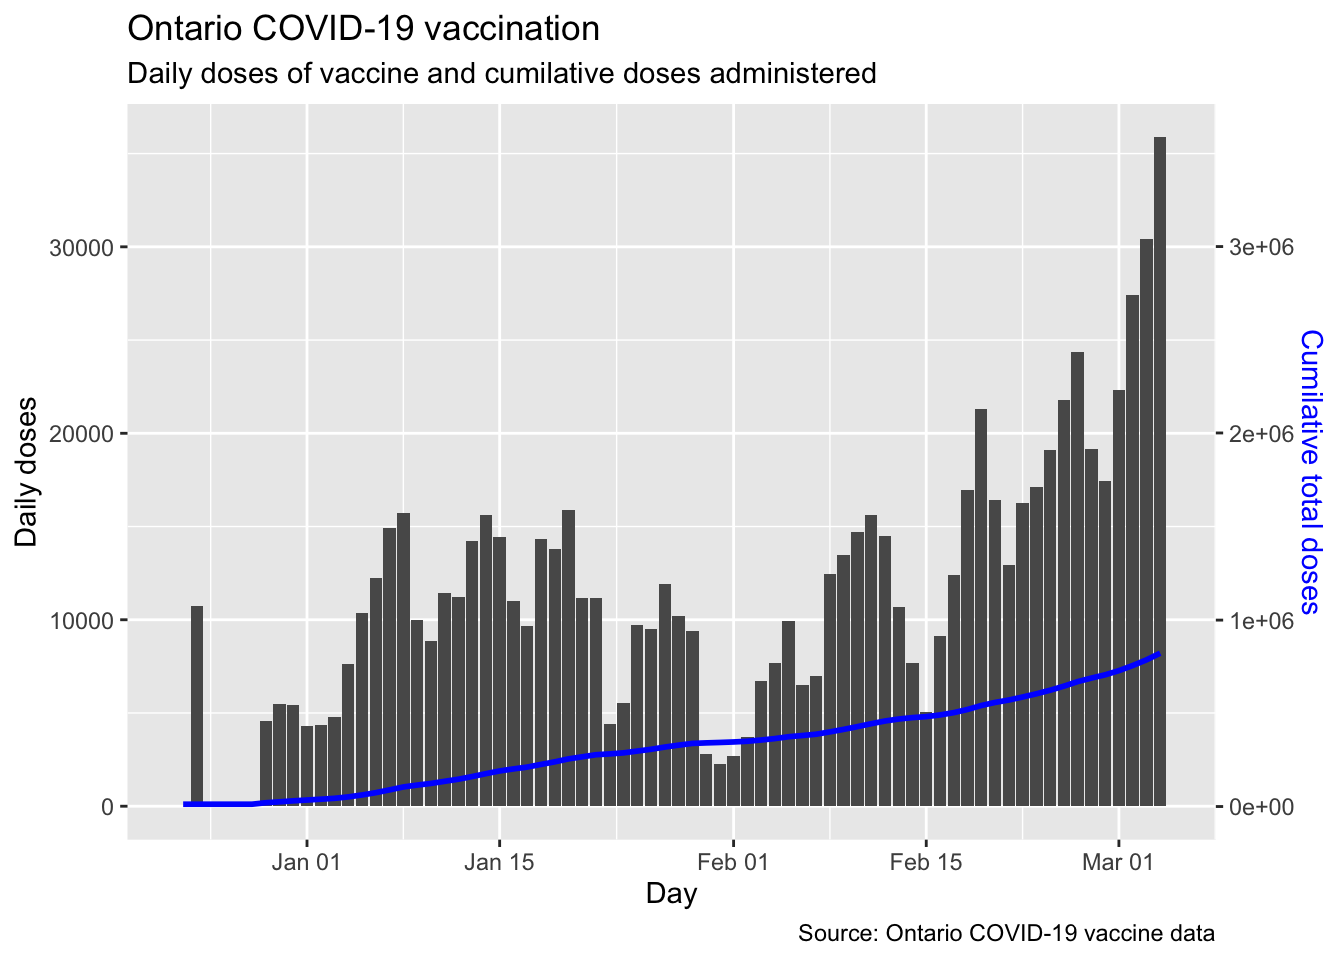 Ontario COVID-19 vaccination
Daily doses of vaccine and cumilative doses administered
Daily doses
30000
20000
10000
0
3e+06
2e+06
1e+06
0e+00
Cumilative total doses
Jan 01
Jan 15
Feb 01
Feb 15
Mar 01
Day
Source: Ontario COVID-19 vaccine data